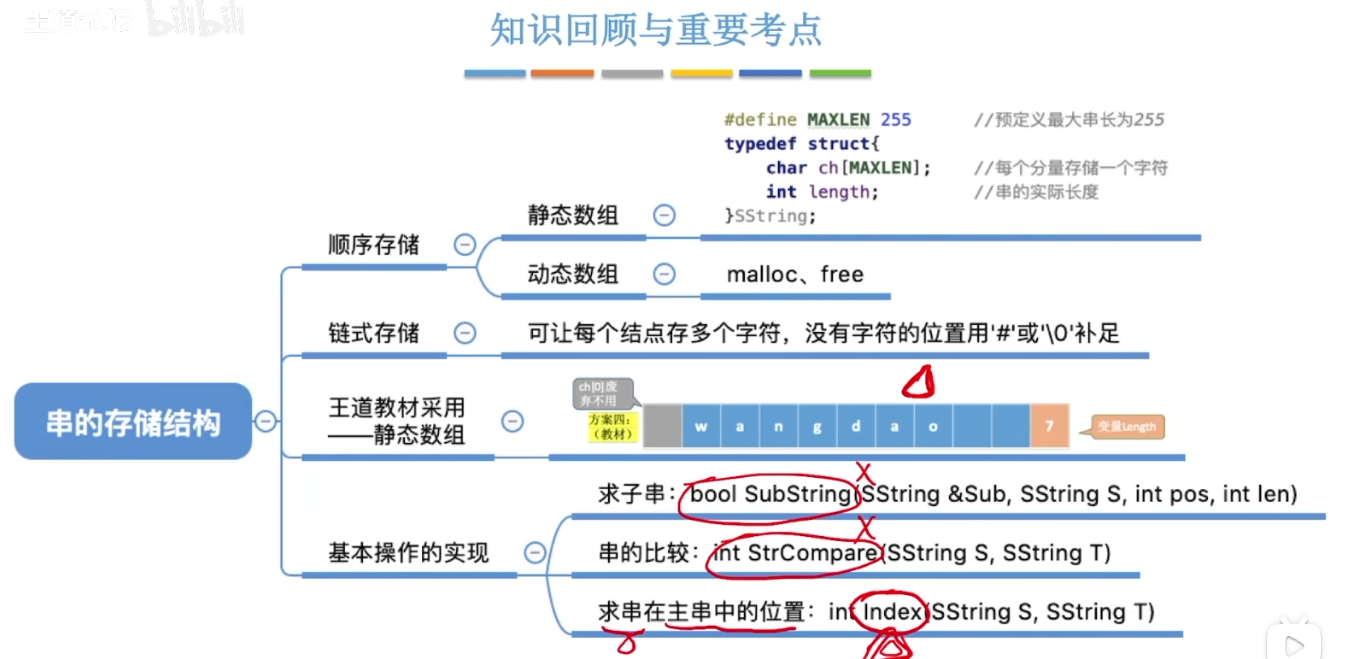 王道论坛 bilibili
知识回顾与重要考点
#define MAXLEN 255 //预定义最大串长为255
typedef struct{
char ch[MAXLEN]; //每个分量存储一个字符
int length; //串的实际长度
}SString;
顺序存储
静态数组
动态数组
malloc、free
链式存储
可让每个结点存多个字符，没有字符的位置用'#'或'\0'补足
串的存储结构
王道教材采用
——静态数组
ch[0]废
弃不用
方案四：
（教材）
w a n g d a o 7
变量Length
基本操作的实现
求子串：bool SubString(SString &Sub, SString S, int pos, int len)
串的比较：int StrCompare(SString S, SString T)
求串在主串中的位置：int Index(SString S, SString T)